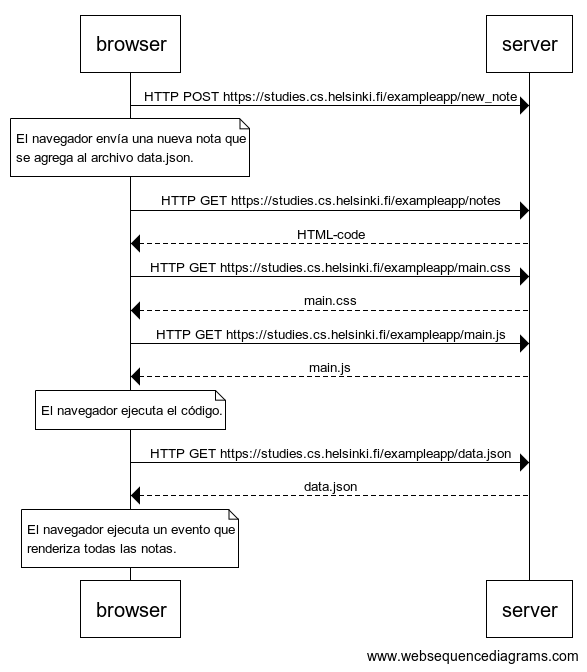 browser
server
HTTP POST https://studies.cs.helsinki.fi/exampleapp/new_note
El navegador envía una nueva nota que
se agrega al archivo data.json.
HTTP GET https://studies.cs.helsinki.fi/exampleapp/notes
HTML-code
HTTP GET https://studies.cs.helsinki.fi/exampleapp/main.css
main.css
HTTP GET https://studies.cs.helsinki.fi/exampleapp/main.js
main.js
El navegador ejecuta el código.
HTTP GET https://studies.cs.helsinki.fi/exampleapp/data.json
data.json
El navegador ejecuta un evento que
renderiza todas las notas.
browser
server
www.websequencediagrams.com